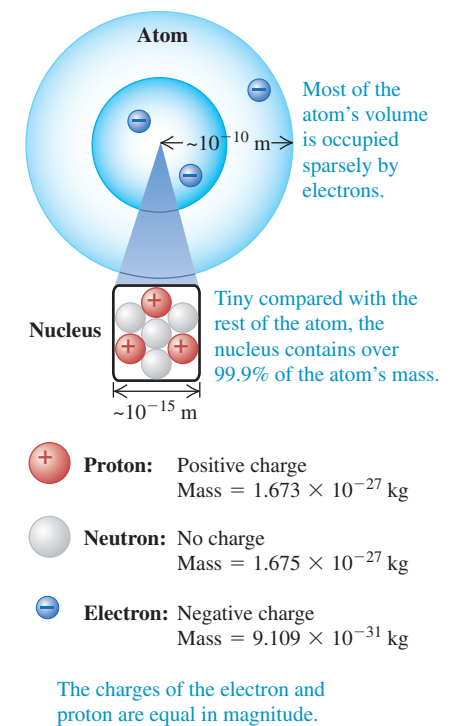 Atom
Most of the
atom's volume
is occupied
sparsely by
electrons.
~10⁻¹⁰ m
Nucleus
Tiny compared with the
rest of the atom, the
nucleus contains over
99.9% of the atom's mass.
~10⁻¹⁵ m
Proton: Positive charge
Mass = 1.673 × 10⁻²⁷ kg
Neutron: No charge
Mass = 1.675 × 10⁻²⁷ kg
Electron: Negative charge
Mass = 9.109 × 10⁻³¹ kg
The charges of the electron and
proton are equal in magnitude.